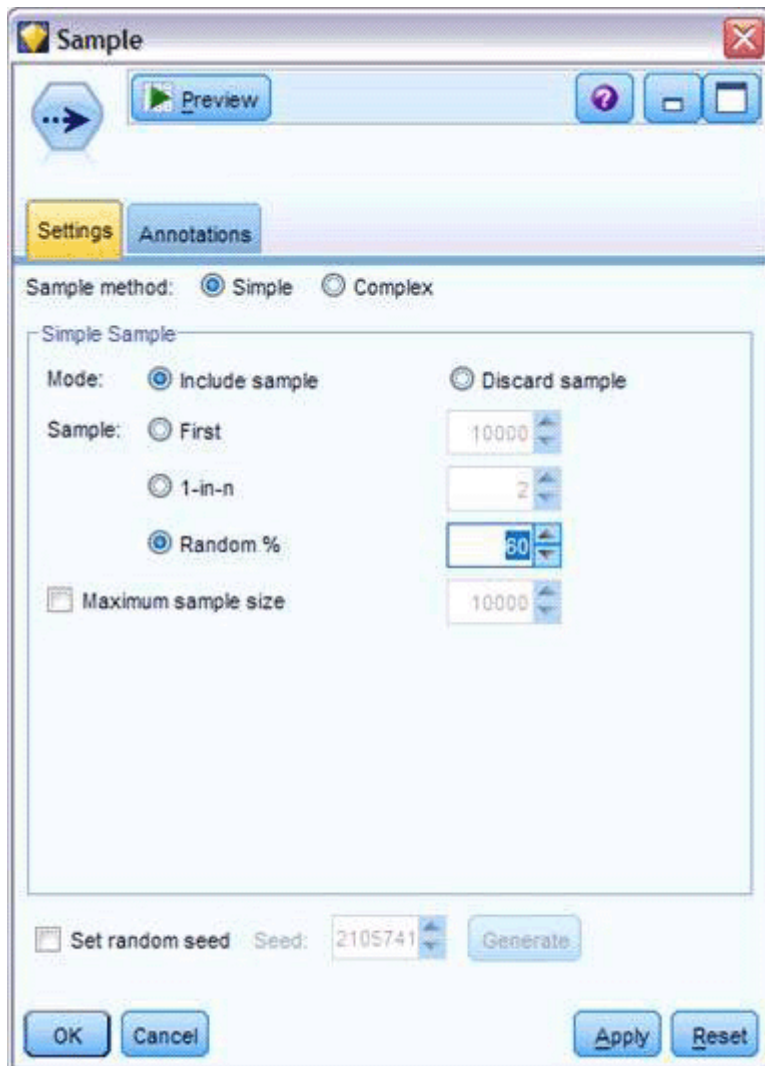 Sample
Preview
Settings Annotations
Sample method: Simple Complex
Simple Sample
Mode: Include sample Discard sample
Sample: First 10000
1-in-n 2
Random % 60
Maximum sample size 10000
Set random seed Seed: 2105741 Generate
OK Cancel Apply Reset